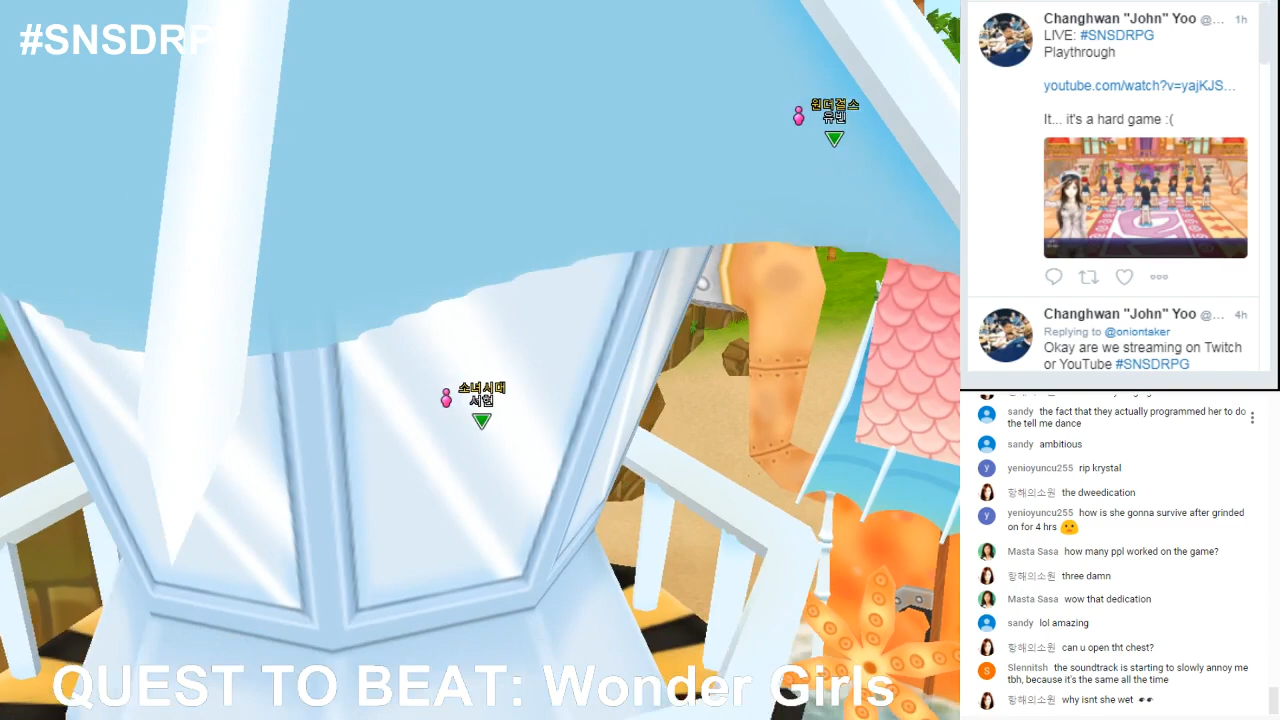 #SNSDRPG
원더걸스
유빈
소녀시대
서현
QUEST TO BEAT: Wonder Girls
Changhwan "John" Yoo @... 1h
LIVE: #SNSDRPG
Playthrough
youtube.com/watch?v=yajKJS...
It... it's a hard game :(
Changhwan "John" Yoo @... 4h
Replying to @oniontaker
Okay are we streaming on Twitch
or YouTube #SNSDRPG
sandy the fact that they actually programmed her to do
the tell me dance
sandy ambitious
yenioyuncu255 rip krystal
항해의소원 the dweedication
yenioyuncu255 how is she gonna survive after grinded
on for 4 hrs
Masta Sasa how many ppl worked on the game?
항해의소원 three damn
Masta Sasa wow that dedication
sandy lol amazing
항해의소원 can u open tht chest?
Slennitsh the soundtrack is starting to slowly annoy me
tbh, because it's the same all the time
항해의소원 why isnt she wet 👀